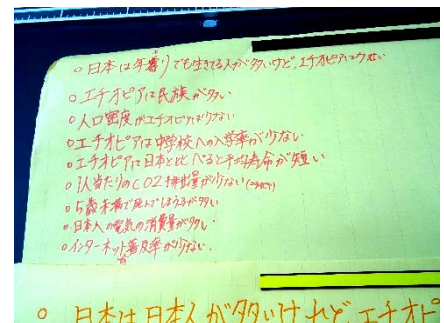 ○日本は年寄りでも生きてる人が多いけど、エチオピアは少ない
○エチオピアは民族が多い
○人口密度がエチオピアは少ない
○エチオピアは中学校への入学率が少ない
○エチオピアは日本と比べると平均寿命が短い
○1人当たりのCO2排出量が少ない
○5歳未満で死んでしまう子が多い
○日本人の電気の消費量が多い
○インターネット普及率が少ない
○日本は日本人が多いけれどエチオピ